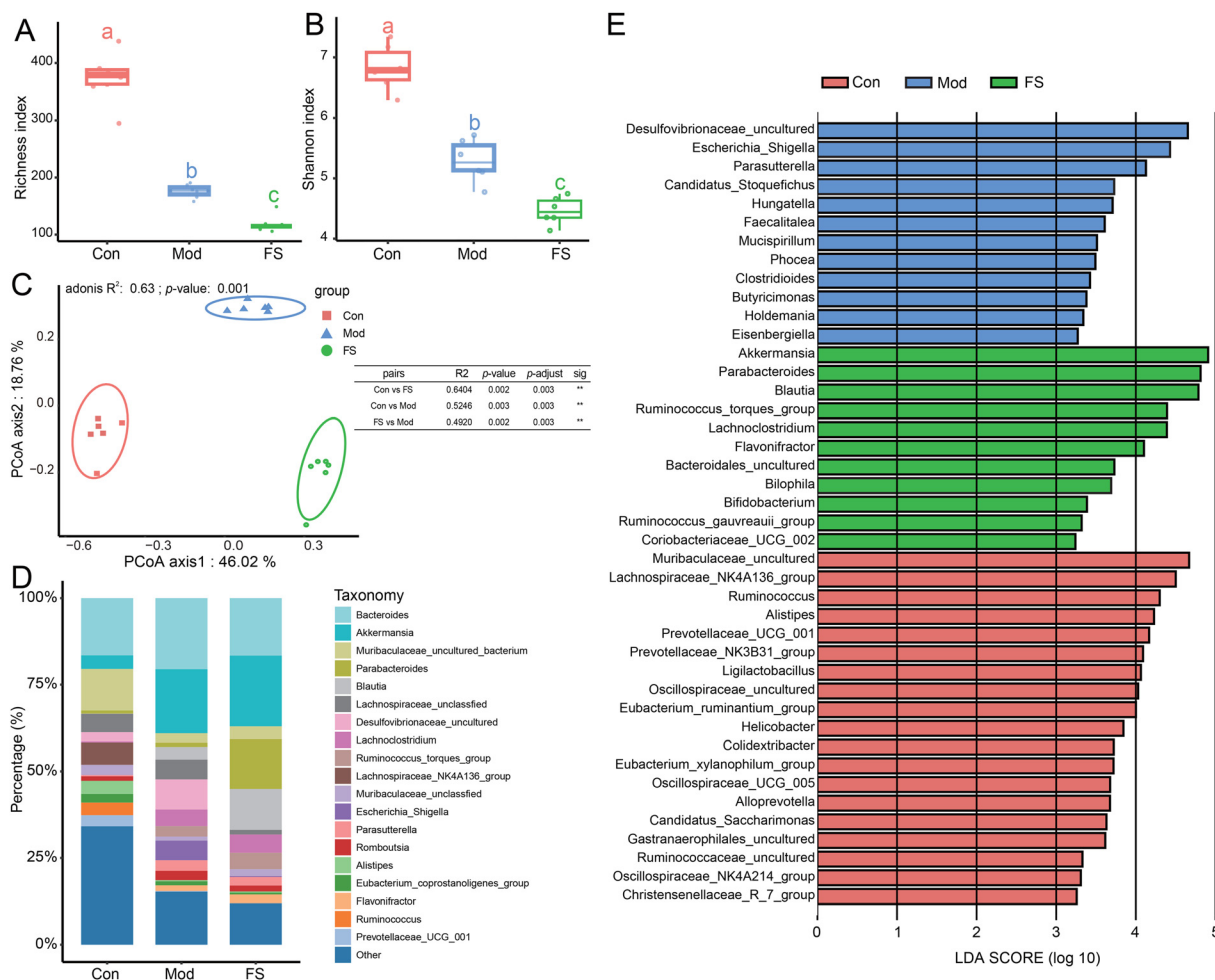 A
Richness index
400
300
200
100
a
b
c
Con
Mod
FS
B
Shannon index
7
6
5
4
a
b
c
Con
Mod
FS
C
adonis R²: 0.63 ; p-value: 0.001
PCoA axis2 : 18.76 %
0.2
0.0
−0.2
−0.6
−0.3
0.0
0.3
PCoA axis1 : 46.02 %
group
Con
Mod
FS
pairs R2 p-value p-adjust sig
Con vs FS 0.6404 0.002 0.003 **
Con vs Mod 0.5246 0.003 0.003 **
FS vs Mod 0.4920 0.002 0.003 **
D
Percentage (%)
100%
75%
50%
25%
0%
Con
Mod
FS
Taxonomy
Bacteroides
Akkermansia
Muribaculaceae_uncultured_bacterium
Parabacteroides
Blautia
Lachnospiraceae_unclassfied
Desulfovibrionaceae_uncultured
Lachnoclostridium
Ruminococcus_torques_group
Lachnospiraceae_NK4A136_group
Muribaculaceae_unclassfied
Escherichia_Shigella
Parasutterella
Romboutsia
Alistipes
Eubacterium_coprostanoligenes_group
Flavonifractor
Ruminococcus
Prevotellaceae_UCG_001
Other
E
Con
Mod
FS
Desulfovibrionaceae_uncultured
Escherichia_Shigella
Parasutterella
Candidatus_Stoquefichus
Hungatella
Faecalitalea
Mucispirillum
Phocea
Clostridioides
Butyricimonas
Holdemania
Eisenbergiella
Akkermansia
Parabacteroides
Blautia
Ruminococcus_torques_group
Lachnoclostridium
Flavonifractor
Bacteroidales_uncultured
Bilophila
Bifidobacterium
Ruminococcus_gauvreauii_group
Coriobacteriaceae_UCG_002
Muribaculaceae_uncultured
Lachnospiraceae_NK4A136_group
Ruminococcus
Alistipes
Prevotellaceae_UCG_001
Prevotellaceae_NK3B31_group
Ligilactobacillus
Oscillospiraceae_uncultured
Eubacterium_ruminantium_group
Helicobacter
Colidextribacter
Eubacterium_xylanophilum_group
Oscillospiraceae_UCG_005
Alloprevotella
Candidatus_Saccharimonas
Gastranaerophilales_uncultured
Ruminococcaceae_uncultured
Oscillospiraceae_NK4A214_group
Christensenellaceae_R_7_group
0
1
2
3
4
5
LDA SCORE (log 10)